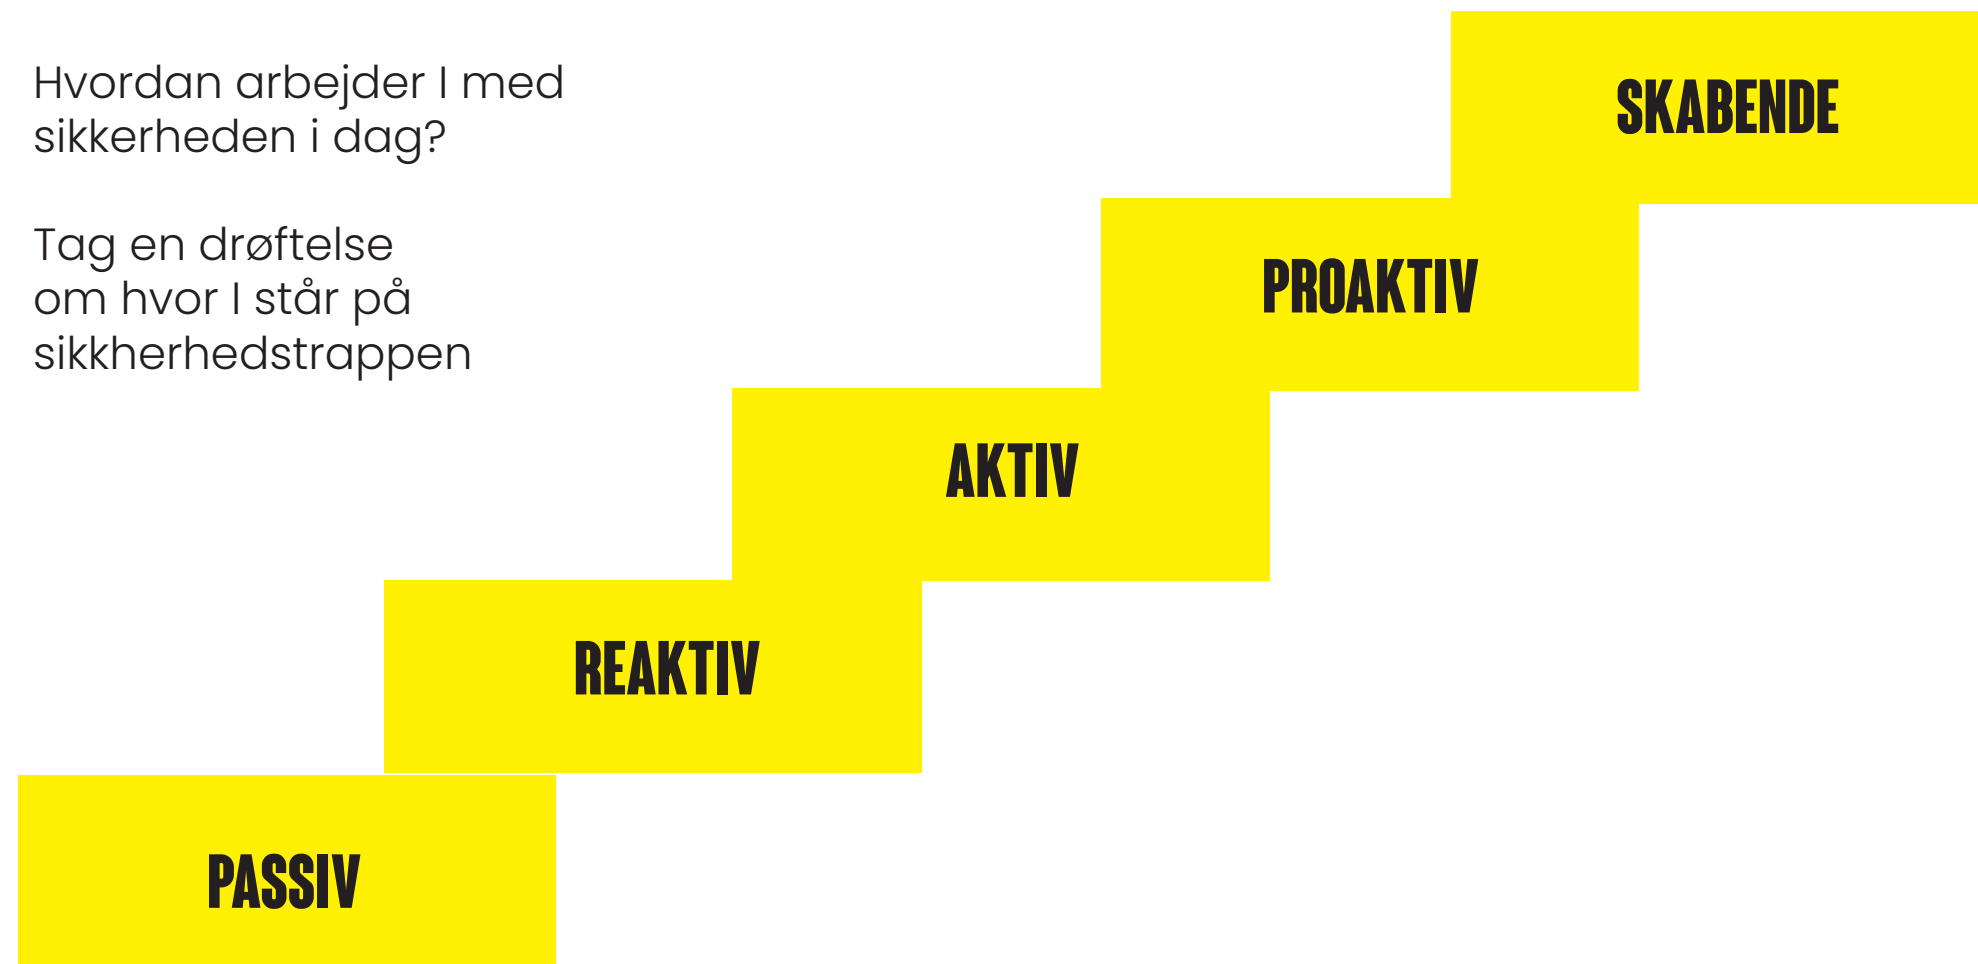 Hvordan arbejder I med
sikkerheden i dag?
Tag en drøftelse
om hvor I står på
sikkherhedstrappen
SKABENDE
PROAKTIV
AKTIV
REAKTIV
PASSIV